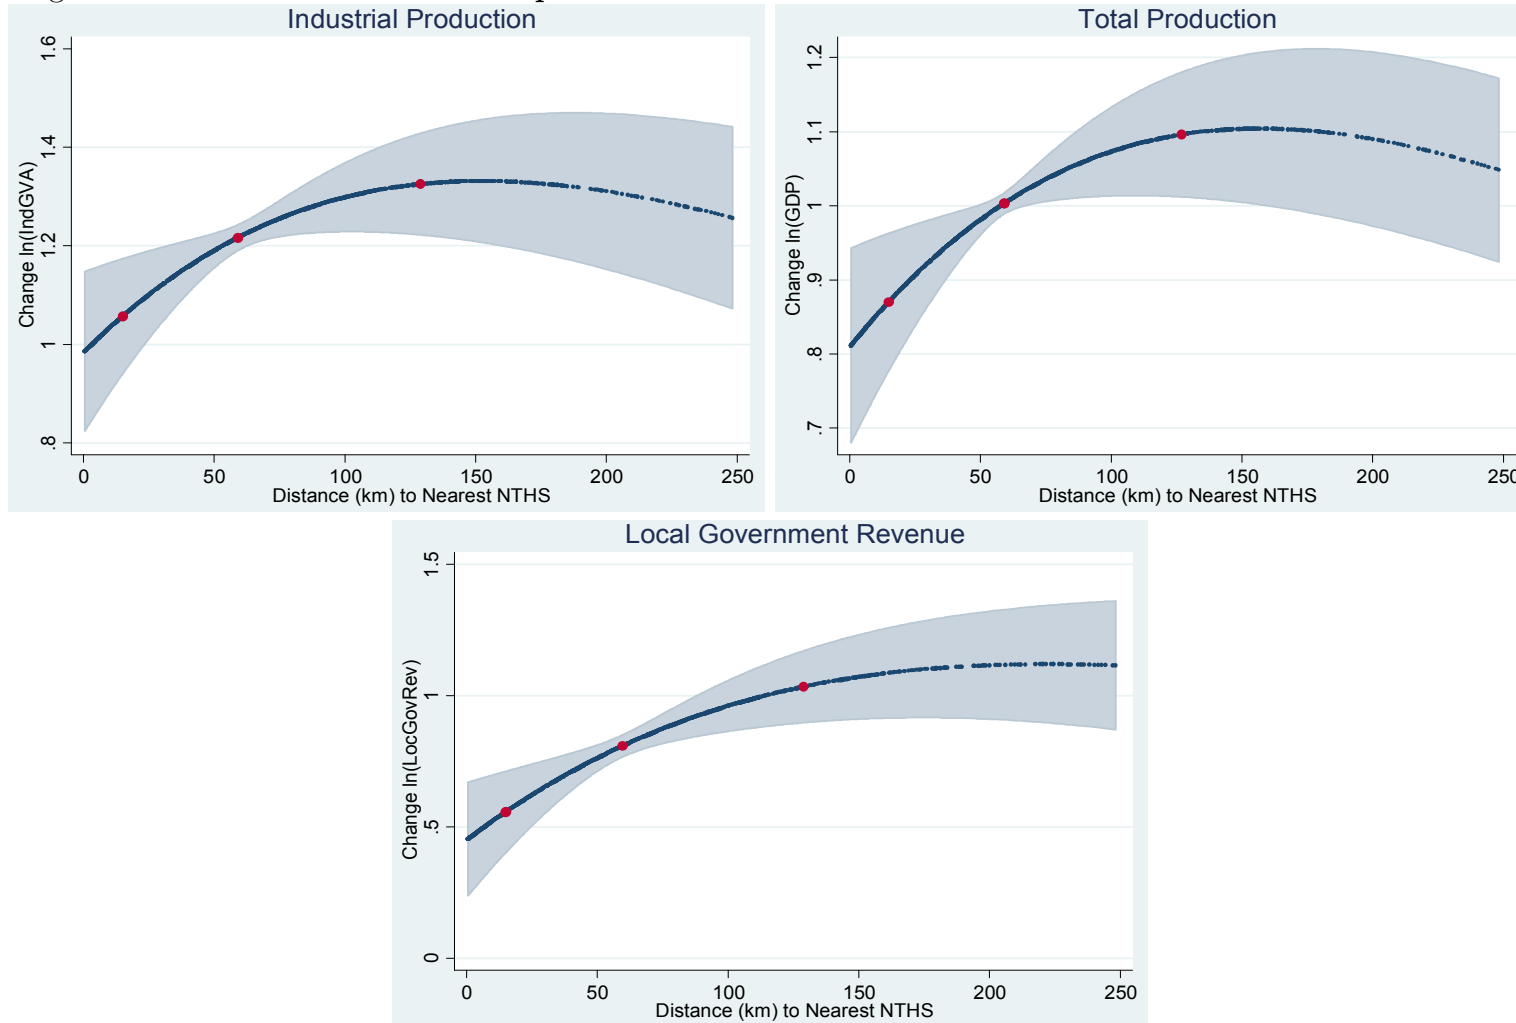 Industrial Production
Change ln(IndGVA)
1.6
1.4
1.2
1
.8
0 50 100 150 200 250
Distance (km) to Nearest NTHS
Total Production
Change ln(GDP)
1.2
1.1
1
.9
.8
.7
0 50 100 150 200 250
Distance (km) to Nearest NTHS
Local Government Revenue
Change ln(LocGovRev)
1.5
1
.5
0
0 50 100 150 200 250
Distance (km) to Nearest NTHS